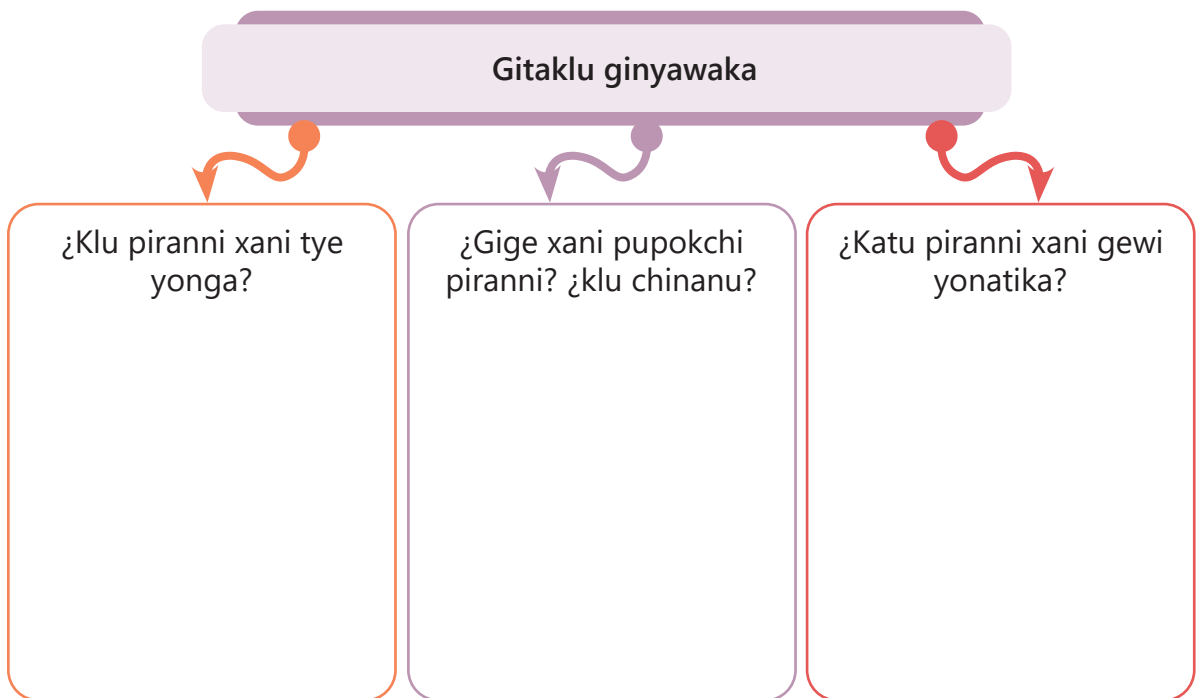 Gitaklu ginyawaka
¿Klu piranni xani tye
yonga?
¿Gige xani pupokchi
piranni? ¿klu chinanu?
¿Katu piranni xani gewi
yonatika?